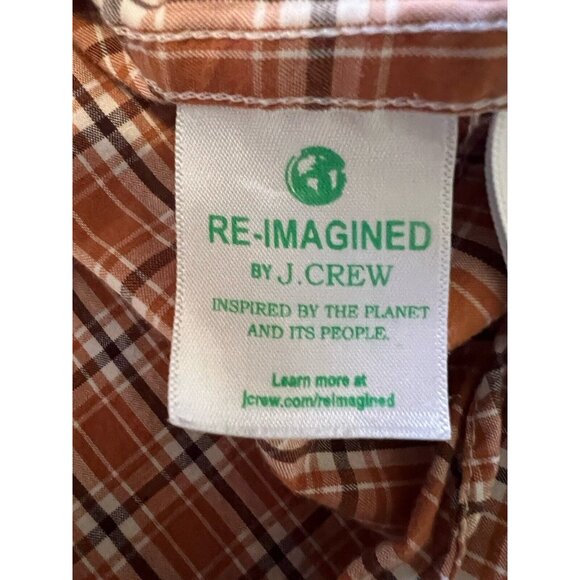 RE-IMAGINED
BY J.CREW
INSPIRED BY THE PLANET
AND ITS PEOPLE.
Learn more at
jcrew.com/reimagined